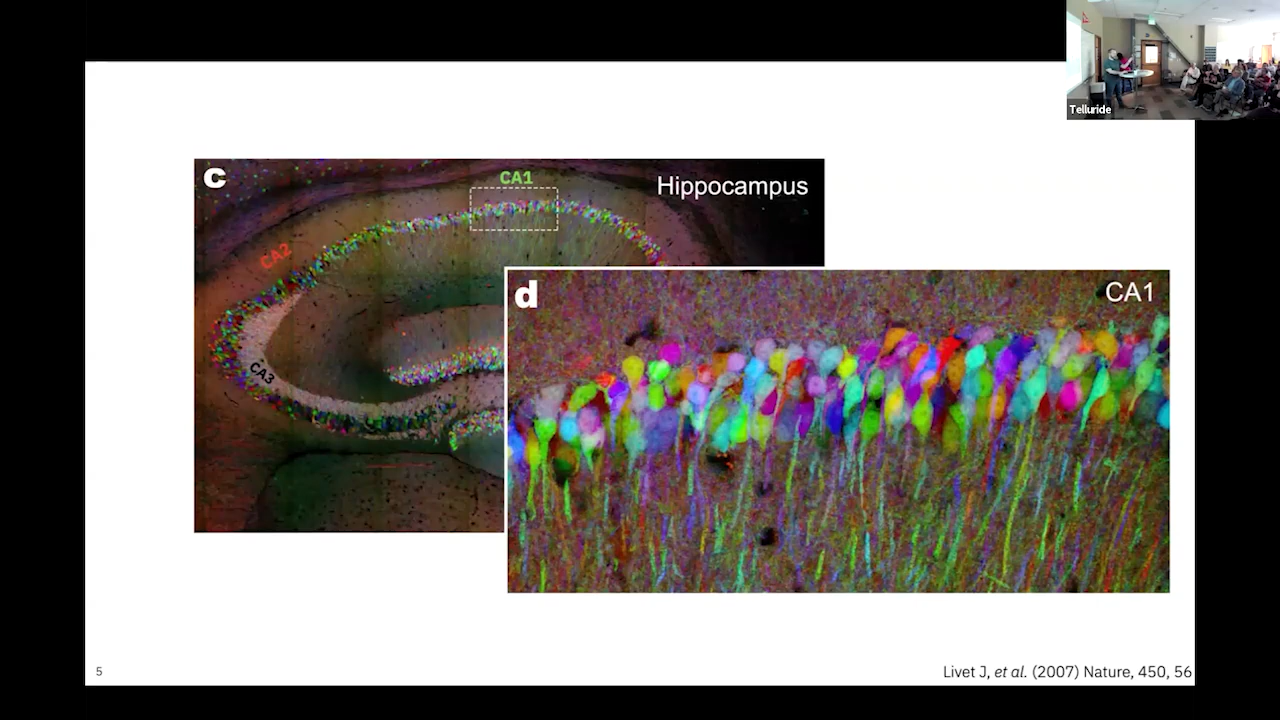 Telluride
c
CA1
Hippocampus
CA2
CA3
d
CA1
5
Livet J, et al. (2007) Nature, 450, 56